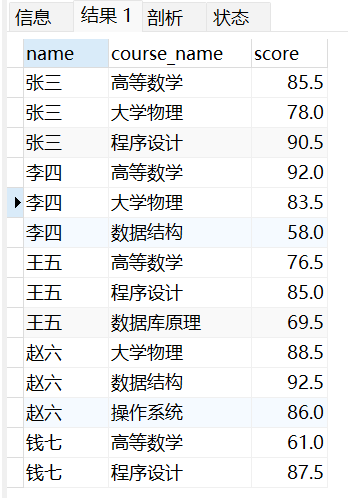 信息 结果 1 剖析 状态
name course_name score
张三 高等数学 85.5
张三 大学物理 78.0
张三 程序设计 90.5
李四 高等数学 92.0
李四 大学物理 83.5
李四 数据结构 58.0
王五 高等数学 76.5
王五 程序设计 85.0
王五 数据库原理 69.5
赵六 大学物理 88.5
赵六 数据结构 92.5
赵六 操作系统 86.0
钱七 高等数学 61.0
钱七 程序设计 87.5